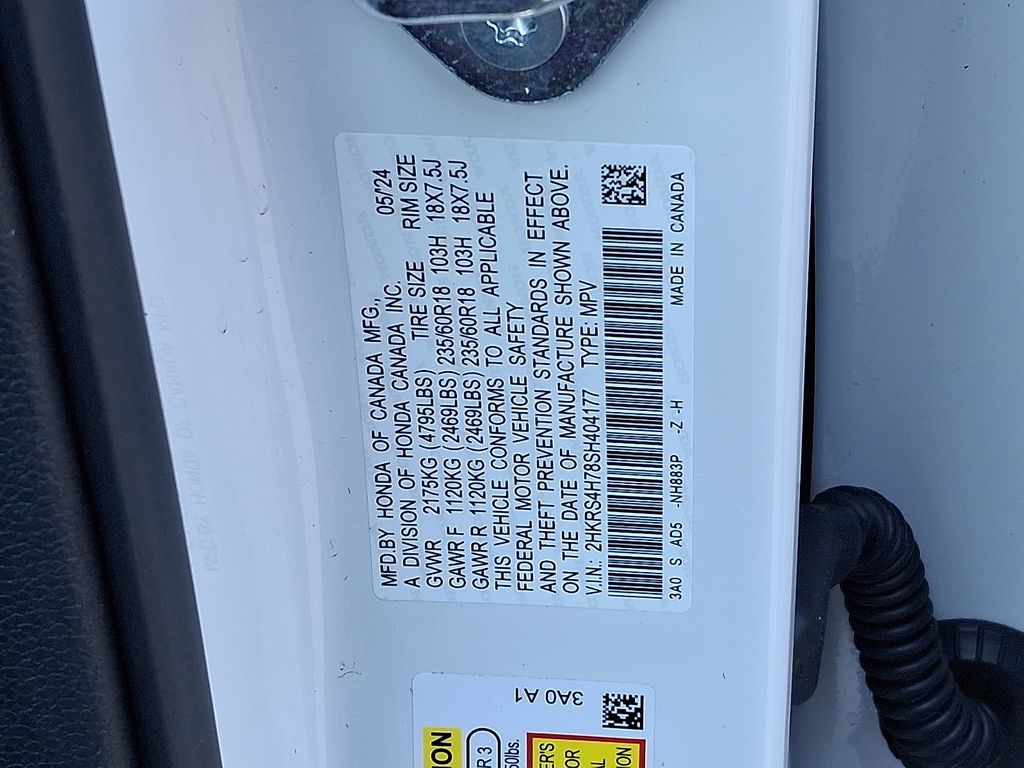 MFD.BY HONDA OF CANADA MFG., 05/24
A DIVISION OF HONDA CANADA INC.
TIRE SIZE RIM SIZE
GVWR 2175KG (4795LBS)
GAWR F 1120KG (2469LBS) 235/60R18 103H 18X7.5J
GAWR R 1120KG (2469LBS) 235/60R18 103H 18X7.5J
THIS VEHICLE CONFORMS TO ALL APPLICABLE
FEDERAL MOTOR VEHICLE SAFETY
AND THEFT PREVENTION STANDARDS IN EFFECT
ON THE DATE OF MANUFACTURE SHOWN ABOVE.
V.I.N.: 2HKRS4H78SH404177 TYPE: MPV
3A0 S AD5 -NH883P -Z -H MADE IN CANADA
3A0 A1